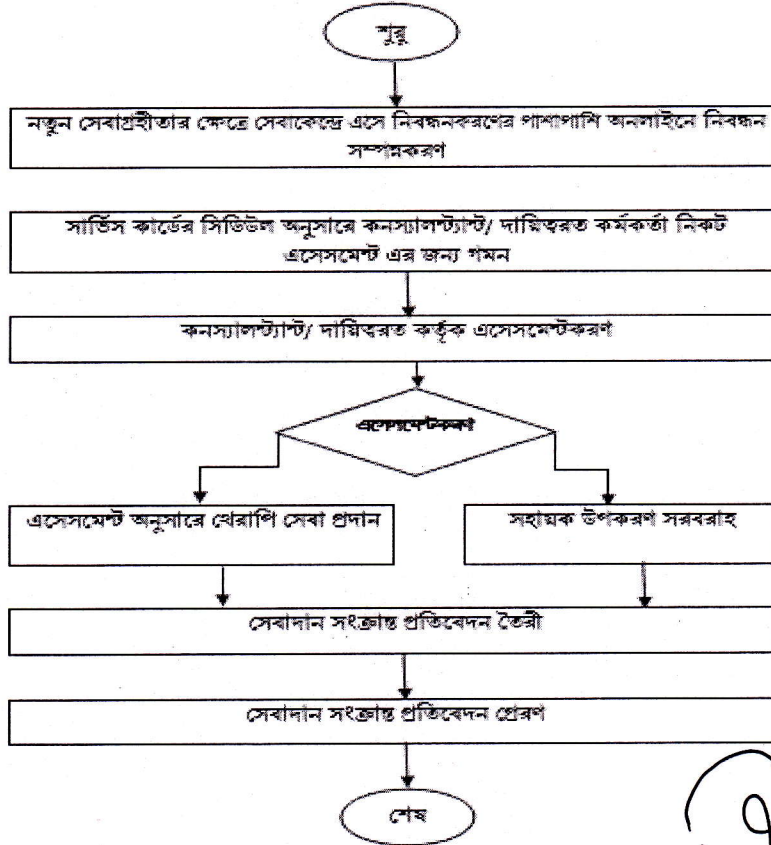 শুরু
নতুন সেবাগ্রহীতার ক্ষেত্রে সেবাকেন্দ্রে এসে নিবন্ধনকরণের পাশাপাশি অনলাইনে নিবন্ধন
সম্পন্নকরণ
সার্ভিস কার্ডের সিডিউল অনুসারে কনস্যালন্ট্যান্ট/ দায়িত্বরত কর্মকর্তা নিকট
এসেসমেন্ট এর জন্য গমন
কনস্যালন্ট্যান্ট/ দায়িত্বরত কর্তৃক এসেসমেন্টকরণ
এসেসমেন্টকরণ
এসেসমেন্ট অনুসারে থেরাপি সেবা প্রদান
সহায়ক উপকরণ সরবরাহ
সেবাদান সংক্রান্ত প্রতিবেদন তৈরী
সেবাদান সংক্রান্ত প্রতিবেদন প্রেরণ
শেষ